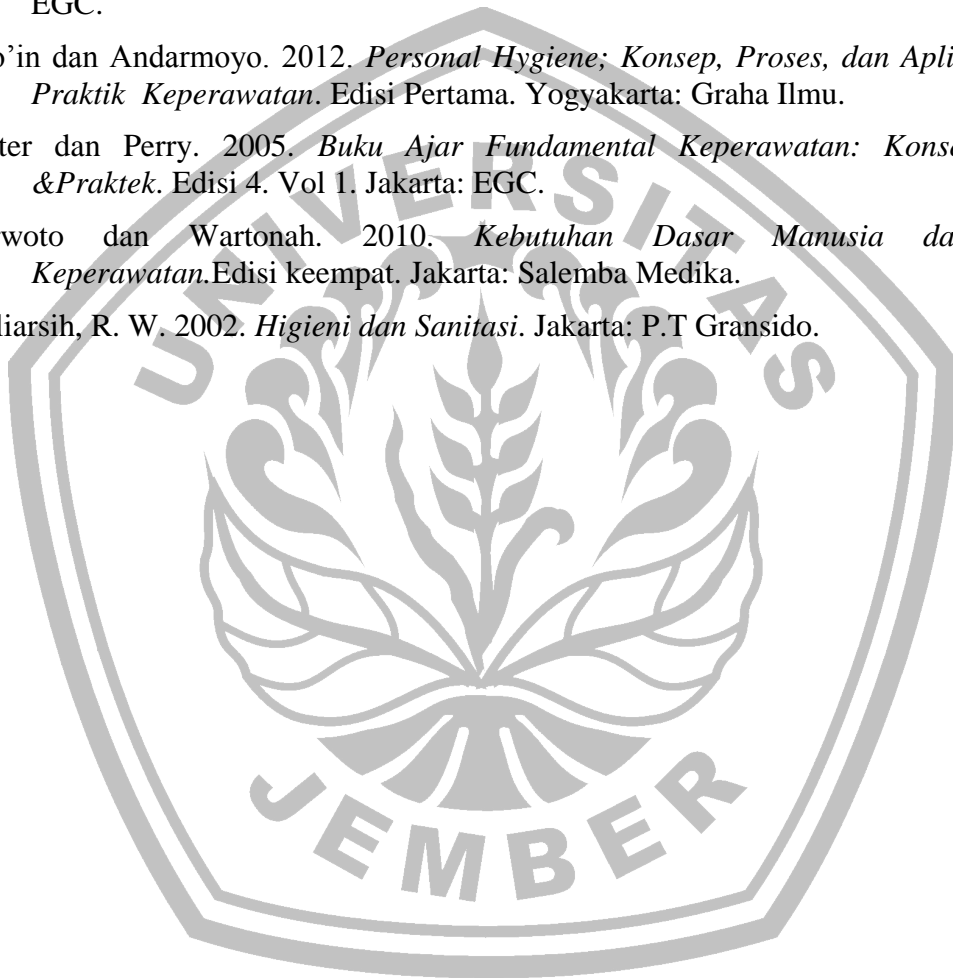 EGC.
o’in dan Andarmoyo. 2012. Personal Hygiene; Konsep, Proses, dan Apli
Praktik Keperawatan. Edisi Pertama. Yogyakarta: Graha Ilmu.
ter dan Perry. 2005. Buku Ajar Fundamental Keperawatan: Kons
&Praktek. Edisi 4. Vol 1. Jakarta: EGC.
woto dan Wartonah. 2010. Kebutuhan Dasar Manusia da
Keperawatan.Edisi keempat. Jakarta: Salemba Medika.
liarsih, R. W. 2002. Higieni dan Sanitasi. Jakarta: P.T Gransido.
UNIVERSITAS
JEMBER